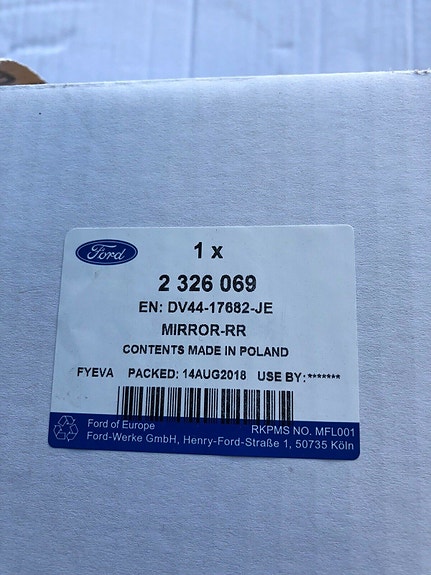 Ford
1 x
2 326 069
EN: DV44-17682-JE
MIRROR-RR
CONTENTS MADE IN POLAND
FYEVA PACKED: 14AUG2018 USE BY:*******
Ford of Europe RKPMS NO. MFL001
Ford-Werke GmbH, Henry-Ford-Straße 1, 50735 Köln